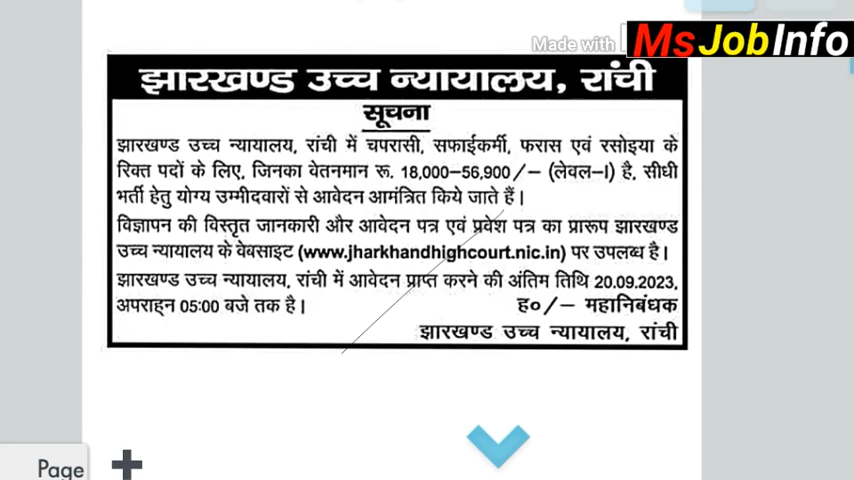 Made with
MsJobInfo
झारखण्ड उच्च न्यायालय, रांची
सूचना
झारखण्ड उच्च न्यायालय, रांची में चपरासी, सफाईकर्मी, फरास एवं रसोइया के
रिक्त पदों के लिए, जिनका वेतनमान रू. 18,000-56,900/- (लेवल-I) है, सीधी
भर्ती हेतु योग्य उम्मीदवारों से आवेदन आमंत्रित किये जाते हैं।
विज्ञापन की विस्तृत जानकारी और आवेदन पत्र एवं प्रवेश पत्र का प्रारूप झारखण्ड
उच्च न्यायालय के वेबसाइट (www.jharkhandhighcourt.nic.in) पर उपलब्ध है।
झारखण्ड उच्च न्यायालय, रांची में आवेदन प्राप्त करने की अंतिम तिथि 20.09.2023,
अपराह्न 05:00 बजे तक है। ह०/- महानिबंधक
झारखण्ड उच्च न्यायालय, रांची
Page